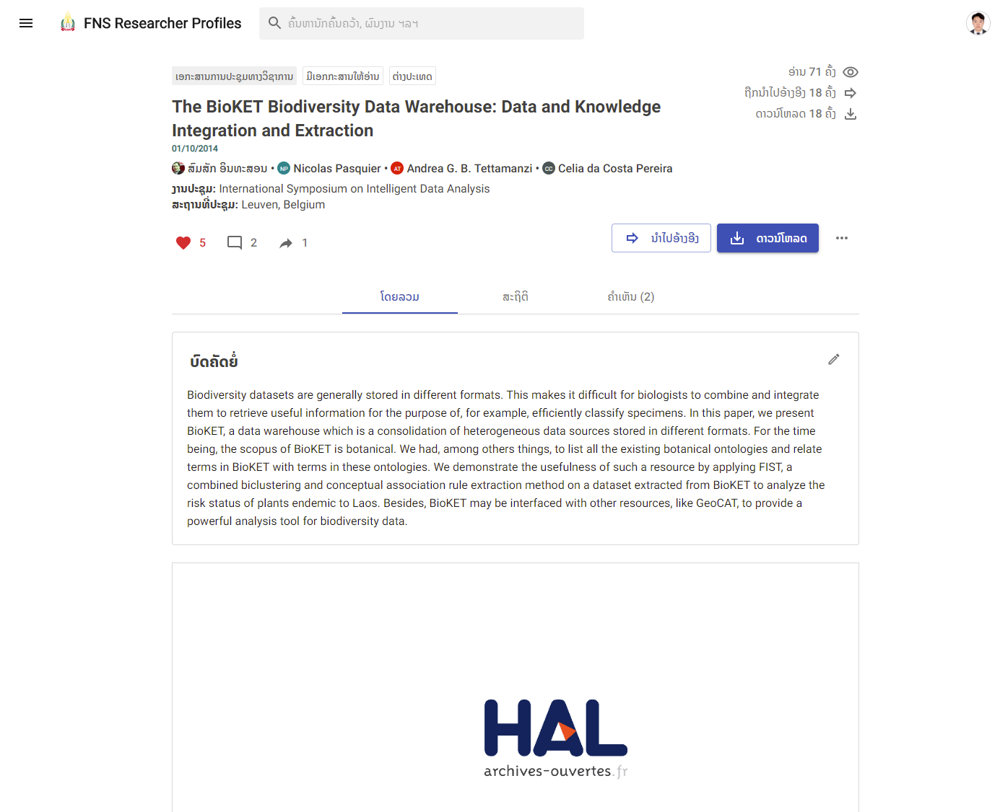 FNS Researcher Profiles
ຄົ້ນຫານັກຄົ້ນຄວ້າ, ຜົນງານ ຯລຯ
ເອກະສານການປະຊຸມທາງວິຊາການ
ມີເອກກະສານໃຫ້ອ່ານ
ຕ່າງປະເທດ
ອ່ານ 71 ຄັ້ງ
ຖືກນຳໄປອ້າງອີງ 18 ຄັ້ງ
ດາວນ໌ໂຫລດ 18 ຄັ້ງ
The BioKET Biodiversity Data Warehouse: Data and Knowledge
Integration and Extraction
01/10/2014
ສົມສັກ ອິນທະສອນ • NP Nicolas Pasquier • AT Andrea G. B. Tettamanzi • CC Celia da Costa Pereira
ງານປະຊຸມ: International Symposium on Intelligent Data Analysis
ສະຖານທີ່ປະຊຸມ: Leuven, Belgium
5 2 1
ນຳໄປອ້າງອີງ
ດາວນ໌ໂຫລດ
ໂດຍລວມ
ສະຖິຕິ
ຄຳເຫັນ (2)
ບົດຄັດຍໍ່
Biodiversity datasets are generally stored in different formats. This makes it difficult for biologists to combine and integrate
them to retrieve useful information for the purpose of, for example, efficiently classify specimens. In this paper, we present
BioKET, a data warehouse which is a consolidation of heterogeneous data sources stored in different formats. For the time
being, the scopus of BioKET is botanical. We had, among others things, to list all the existing botanical ontologies and relate
terms in BioKET with terms in these ontologies. We demonstrate the usefulness of such a resource by applying FIST, a
combined biclustering and conceptual association rule extraction method on a dataset extracted from BioKET to analyze the
risk status of plants endemic to Laos. Besides, BioKET may be interfaced with other resources, like GeoCAT, to provide a
powerful analysis tool for biodiversity data.
HAL
archives-ouvertes.fr